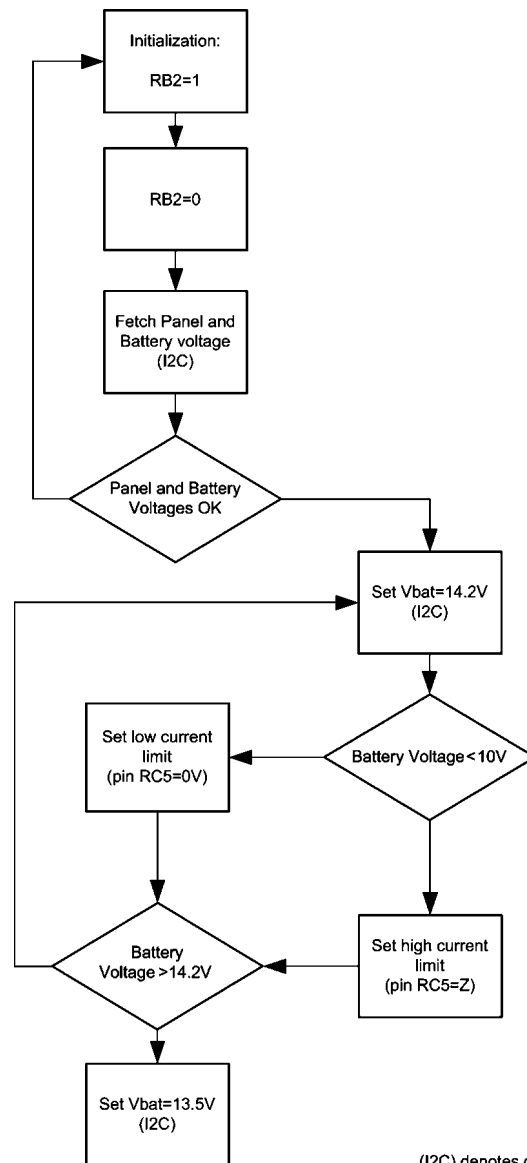 Initialization:
RB2=1
RB2=0
Fetch Panel and
Battery voltage
(I2C)
Panel and Battery
Voltages OK
Set Vbat=14.2V
(I2C)
Set low current
limit
(pin RC5=0V)
Battery Voltage<10V
Battery
Voltage>14.2V
Set high current
limit
(pin RC5=Z)
Set Vbat=13.5V
(I2C)
(I2C) denotes